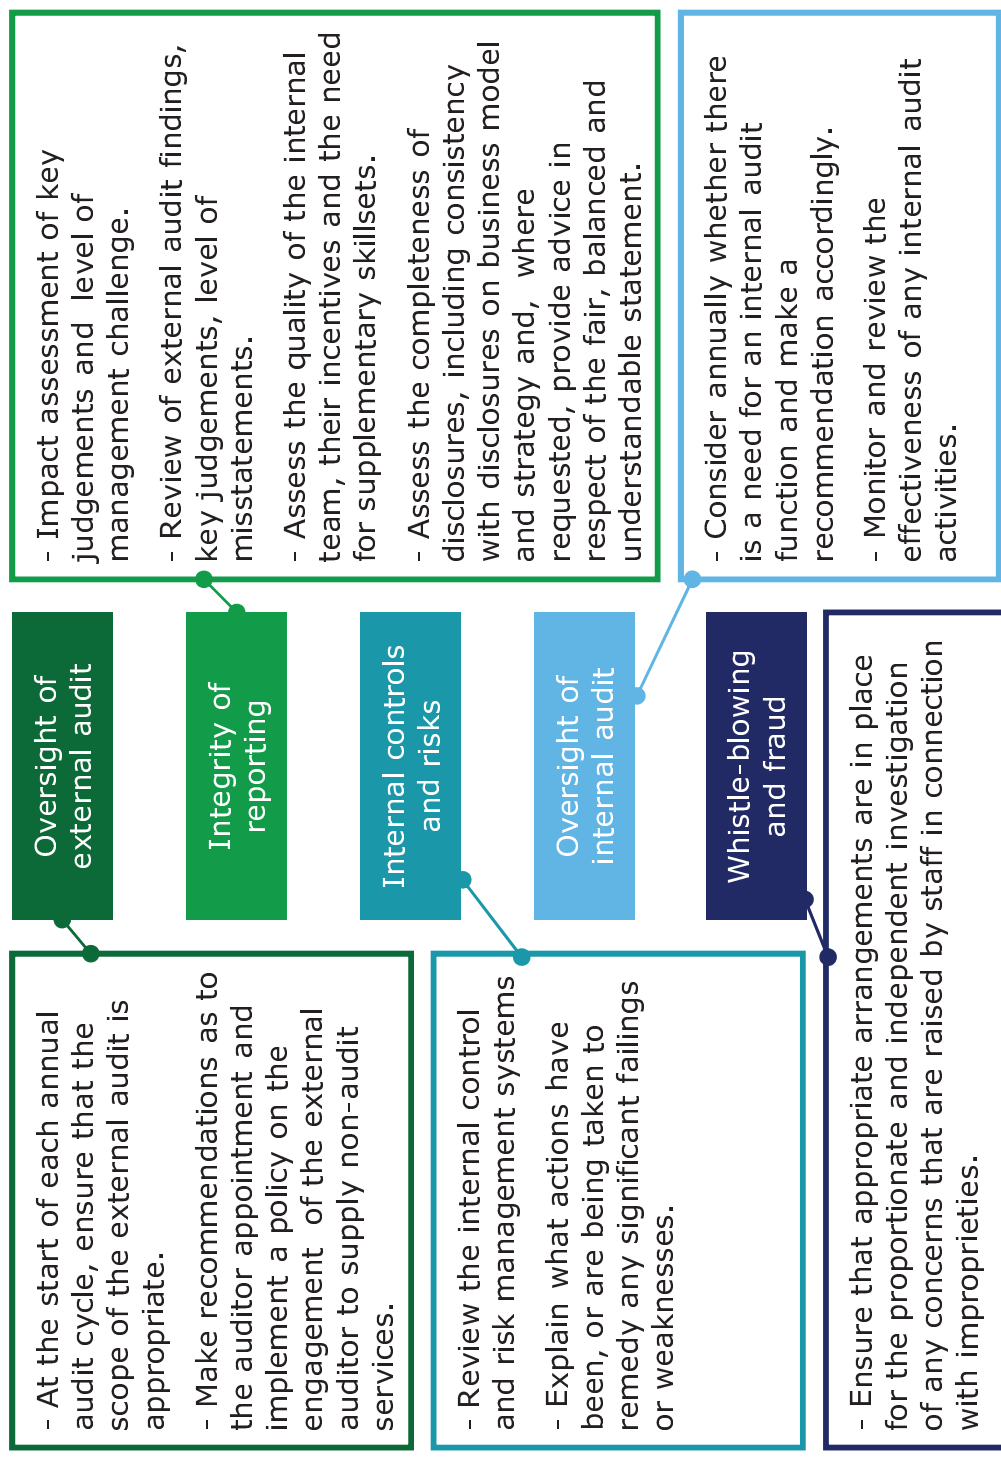 - At the start of each annual
audit cycle, ensure that the
scope of the external audit is
appropriate.
- Make recommendations as to
the auditor appointment and
implement a policy on the
engagement  of the external
auditor to supply non-audit
services.
Oversight of
external audit
- Impact assessment of key
judgements and  level of
management challenge.
- Review of external audit findings,
key judgements, level of
misstatements.
- Assess the quality of the internal
team, their incentives and the need
for supplementary skillsets.
- Assess the completeness of
disclosures, including consistency
with disclosures on business model
and strategy and,  where
requested, provide advice in
respect of the fair, balanced and
understandable statement.
Integrity of
reporting
- Review the internal control
and risk management systems
- Explain what actions have
been, or are being taken to
remedy any significant failings
or weaknesses.
Internal controls
and risks
Oversight of
internal audit
- Consider annually whether there
is a need for an internal audit
function and make a
recommendation accordingly.
- Monitor and review the
effectiveness of any internal audit
activities.
Whistle-blowing
and fraud
- Ensure that appropriate arrangements are in place
for the proportionate and independent investigation
of any concerns that are raised by staff in connection
with improprieties.